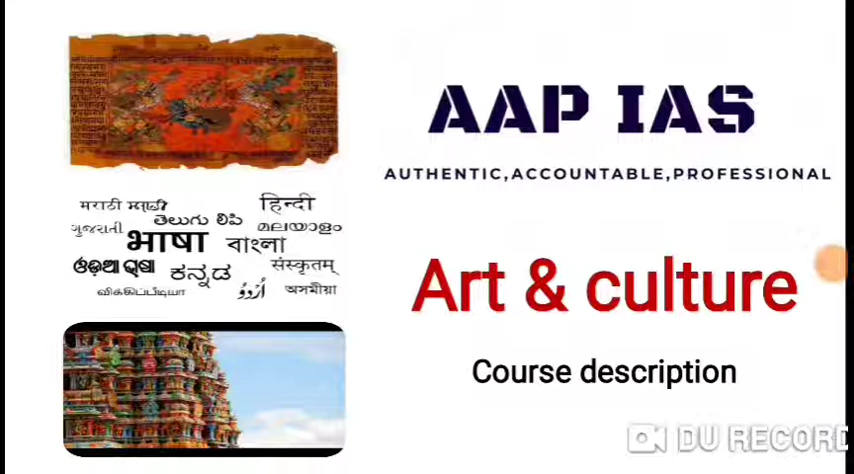 AAP IAS
AUTHENTIC,ACCOUNTABLE,PROFESSIONAL
मराठी
తెలుగు లిపి
हिन्दी
ગુજરાતી
भाषा
বাংলা
മലയാളം
ଓଡ଼ିଆ ଭାଷା
ಕನ್ನಡ
संस्कृतम्
விக்கிப்பீடியா
اُردُو
অসমীয়া
Art & culture
Course description
DU RECORD